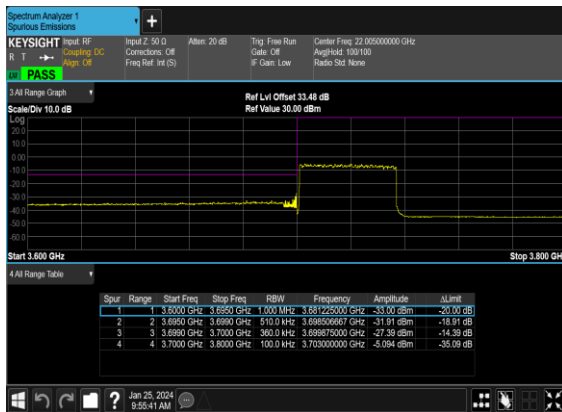 Spectrum Analyzer 1
Spurious Emissions
+
KEYSIGHT Input: RF
R T Coupling: DC
Align: Off
Input Z: 50 Ω
Corrections: Off
Freq Ref: Int (S)
Atten: 20 dB
Trig: Free Run
Gate: Off
IF Gain: Low
Center Freq: 22.005000000 GHz
Avg|Hold: 100/100
Radio Std: None
PASS
3 All Range Graph
Scale/Div 10.0 dB
Ref Lvl Offset 33.48 dB
Ref Value 30.00 dBm
Log
20.0
10.0
0.00
-10.0
-20.0
-30.0
-40.0
-50.0
-60.0
Start 3.600 GHz
Stop 3.800 GH
4 All Range Table
Spur Range Start Freq Stop Freq RBW Frequency Amplitude ΔLimit
1 1 3.6000 GHz 3.6950 GHz 1.000 MHz 3.681225000 GHz -33.00 dBm -20.00 dB
2 2 3.6950 GHz 3.6990 GHz 510.0 kHz 3.698506667 GHz -31.91 dBm -18.91 dB
3 3 3.6990 GHz 3.7000 GHz 360.0 kHz 3.699875000 GHz -27.39 dBm -14.39 dB
4 4 3.7000 GHz 3.8000 GHz 100.0 kHz 3.703000000 GHz -5.094 dBm -35.09 dB
? Jan 25, 2024
9:55:41 AM